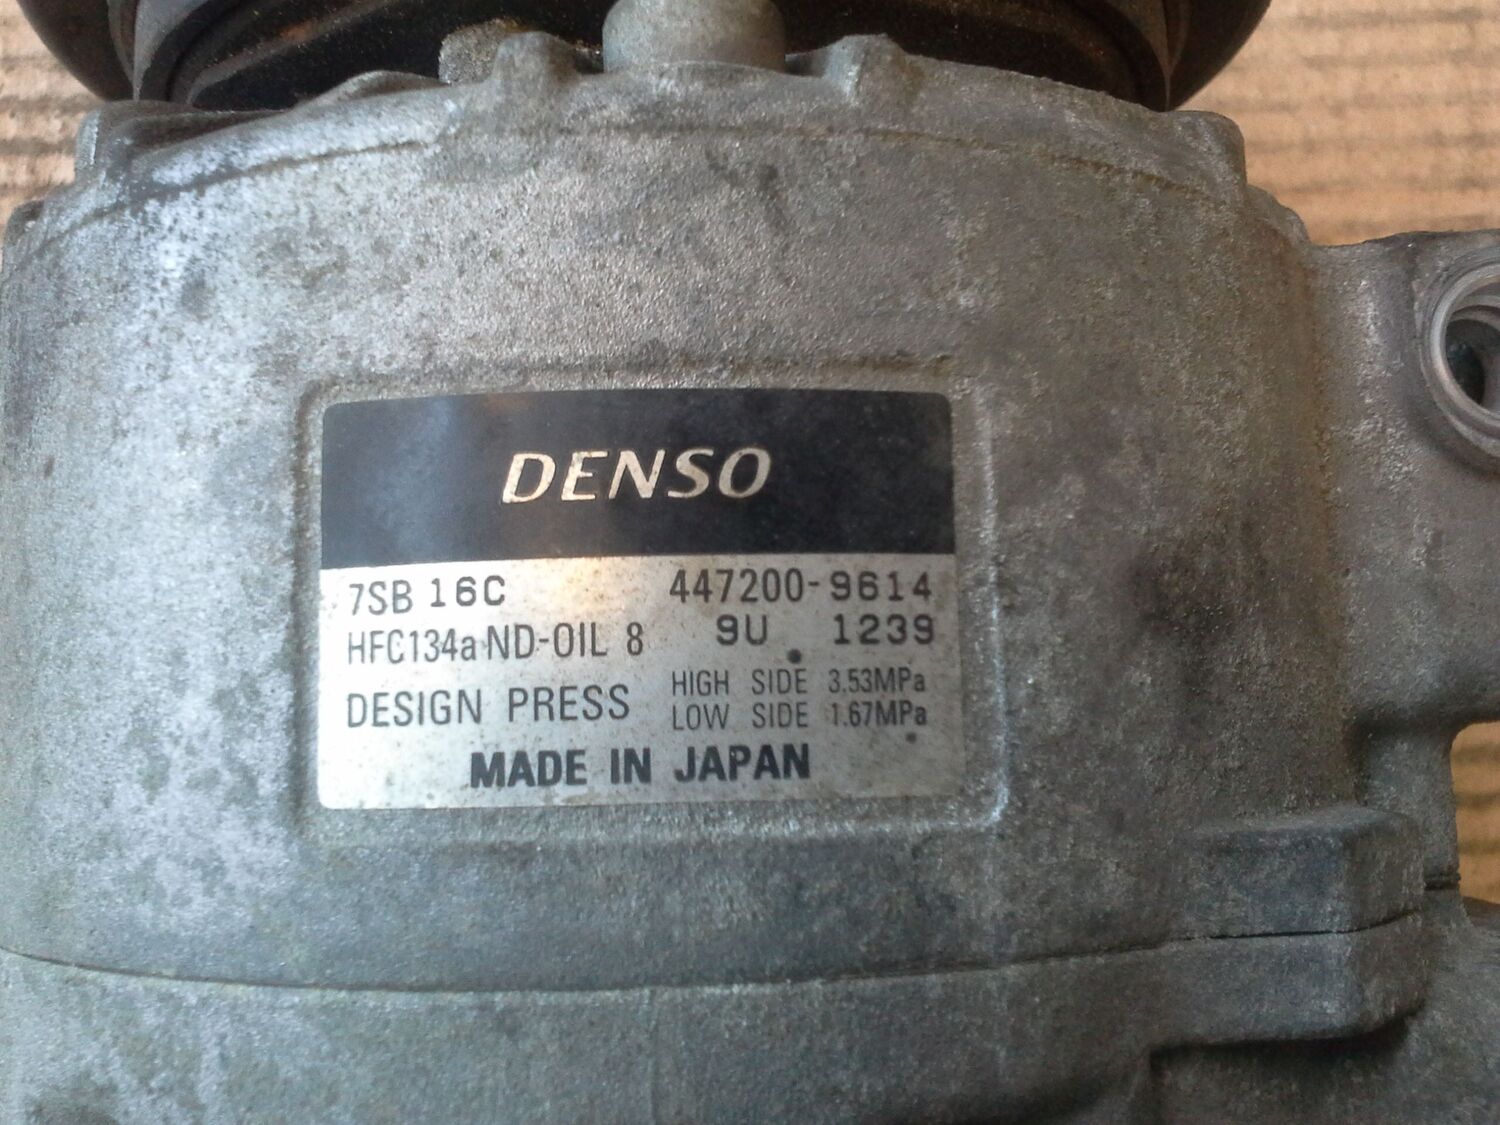 DENSO
7SB 16C 447200-9614
HFC134a ND-OIL 8 9U 1239
DESIGN PRESS HIGH SIDE 3.53MPa
LOW SIDE 1.67MPa
MADE IN JAPAN